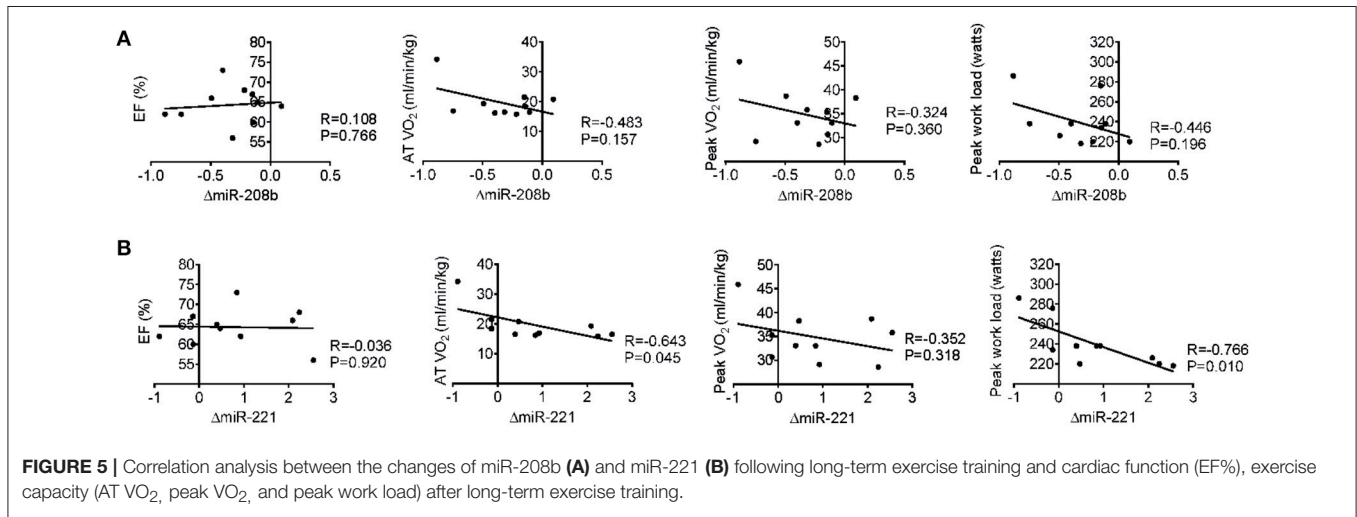 A
EF (%)
80
75
70
65
60
55
-1.0 -0.5 0.0 0.5
ΔmiR-208b
R=0.108
P=0.766
AT VO2 (ml/min/kg)
40
30
20
10
-1.0 -0.5 0.0 0.5
ΔmiR-208b
R=-0.483
P=0.157
Peak VO2 (ml/min/kg)
50
45
40
35
30
-1.0 -0.5 0.0 0.5
ΔmiR-208b
R=-0.324
P=0.360
Peak work load (watts)
320
300
280
260
240
220
-1.0 -0.5 0.0 0.5
ΔmiR-208b
R=-0.446
P=0.196
B
EF (%)
80
75
70
65
60
55
-1 0 1 2 3
ΔmiR-221
R=-0.036
P=0.920
AT VO2 (ml/min/kg)
40
30
20
10
-1 0 1 2 3
ΔmiR-221
R=-0.643
P=0.045
Peak VO2 (ml/min/kg)
50
45
40
35
30
-1 0 1 2 3
ΔmiR-221
R=-0.352
P=0.318
Peak work load (watts)
320
300
280
260
240
220
-1 0 1 2 3
ΔmiR-221
R=-0.766
P=0.010
FIGURE 5 | Correlation analysis between the changes of miR-208b (A) and miR-221 (B) following long-term exercise training and cardiac function (EF%), exercise
capacity (AT VO2, peak VO2, and peak work load) after long-term exercise training.